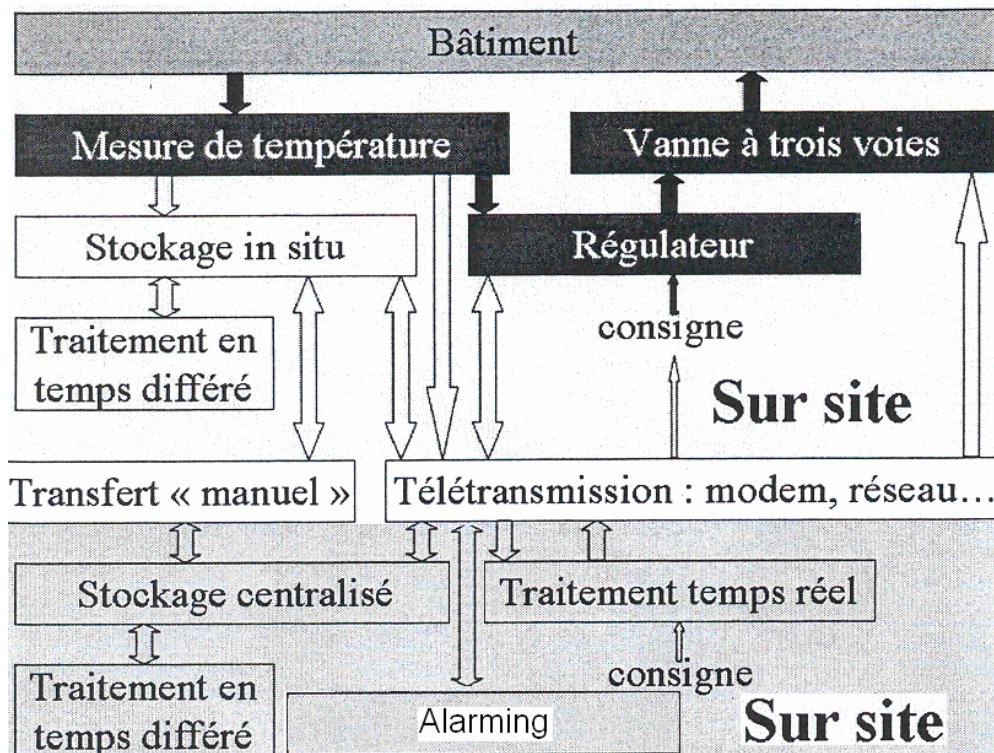 Bâtiment
Mesure de température
Vanne à trois voies
Stockage in situ
Régulateur
Traitement en
temps différé
consigne
Sur site
Transfert « manuel »
Télétransmission : modem, réseau...
Stockage centralisé
Traitement temps réel
Traitement en
temps différé
consigne
Alarming
Sur site